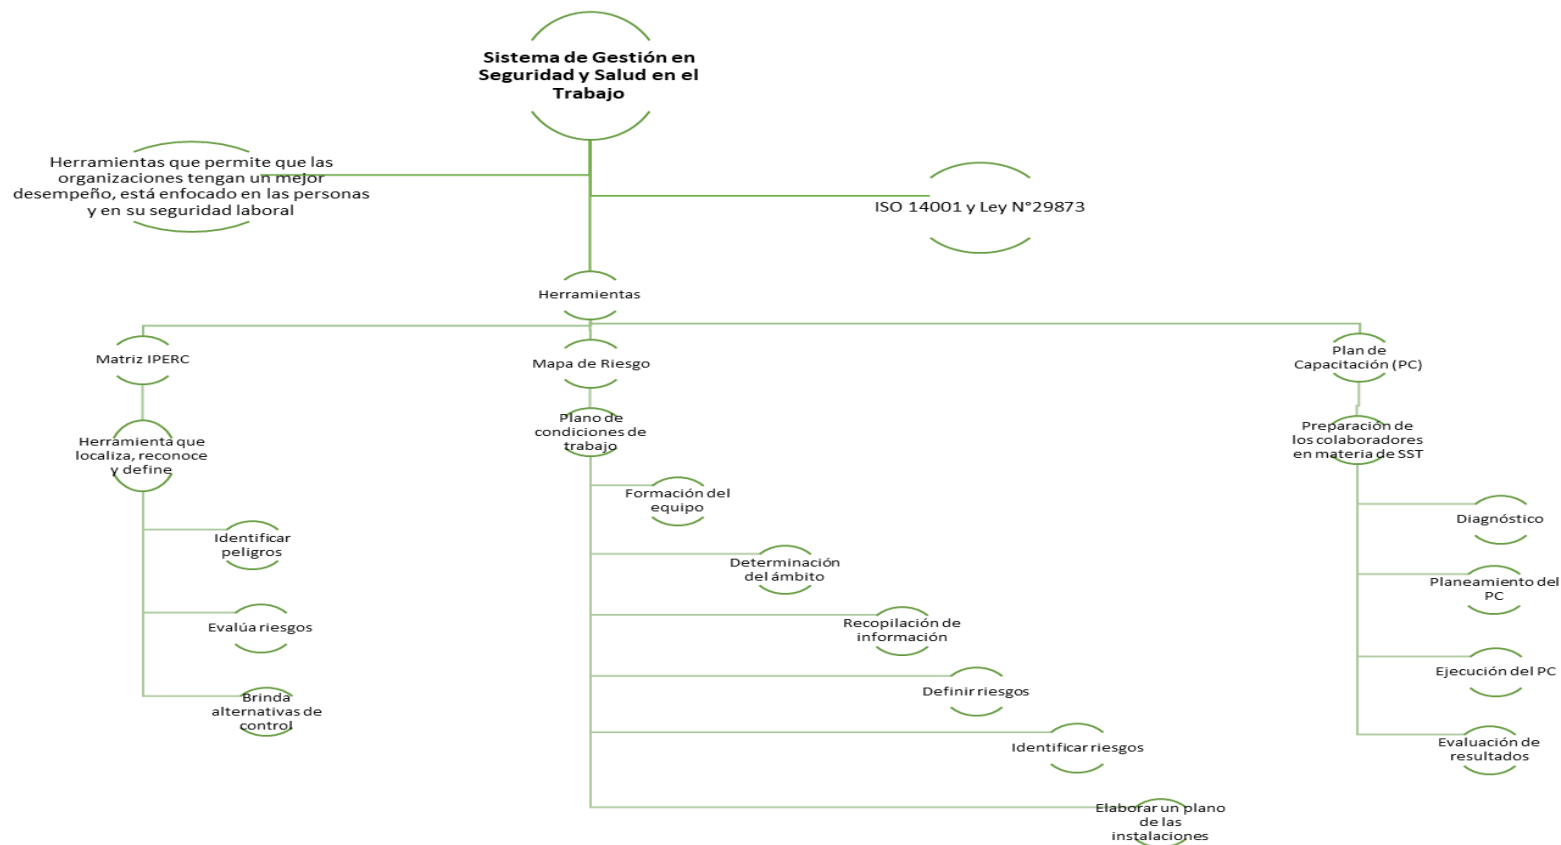 Sistema de Gestión en
Seguridad y Salud en el
Trabajo
Herramientas que permite que las
organizaciones tengan un mejor
desempeño, está enfocado en las personas
y en su seguridad laboral
ISO 14001 y Ley N°29873
Herramientas
Matriz IPERC
Herramienta que
localiza, reconoce
y define
Identificar
peligros
Evalúa riesgos
Brinda
alternativas de
control
Mapa de Riesgo
Plano de
condiciones de
trabajo
Formación del
equipo
Determinación
del ámbito
Recopilación de
información
Definir riesgos
Identificar riesgos
Elaborar un plano
de las
instalaciones
Plan de
Capacitación (PC)
Preparación de
los colaboradores
en materia de SST
Diagnóstico
Planeamiento del
PC
Ejecución del PC
Evaluación de
resultados